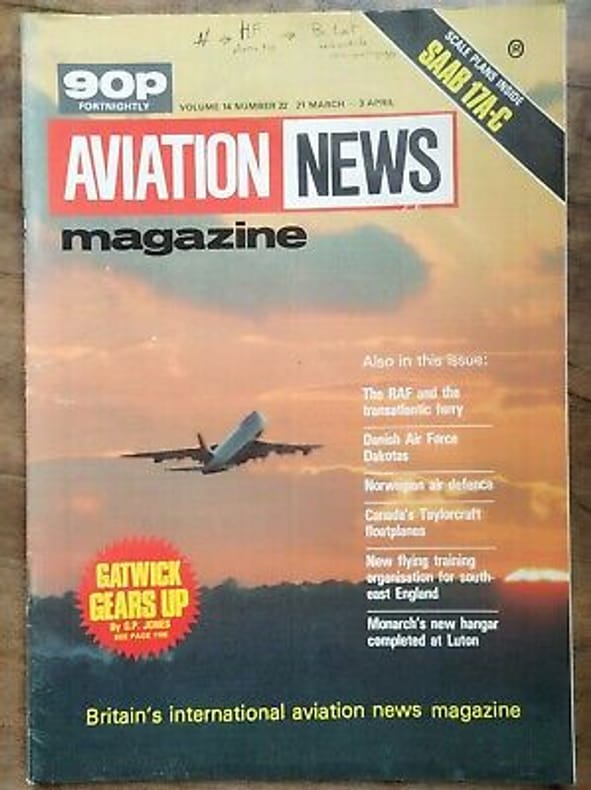 SCALE PLANS INSIDE
SAAB 17A-C
90p
FORTNIGHTLY
VOLUME 14 NUMBER 22 21 MARCH - 3 APRIL
AVIATION NEWS
magazine
Also in this issue:
The RAF and the
transatlantic ferry
Danish Air Force
Dakotas
Norwegian air defence
Canada's Taylorcraft
floatplanes
New flying training
organisation for south-
east England
Monarch's new hangar
completed at Luton
GATWICK
GEARS UP
By G.P. JONES
SEE PAGE
Britain's international aviation news magazine